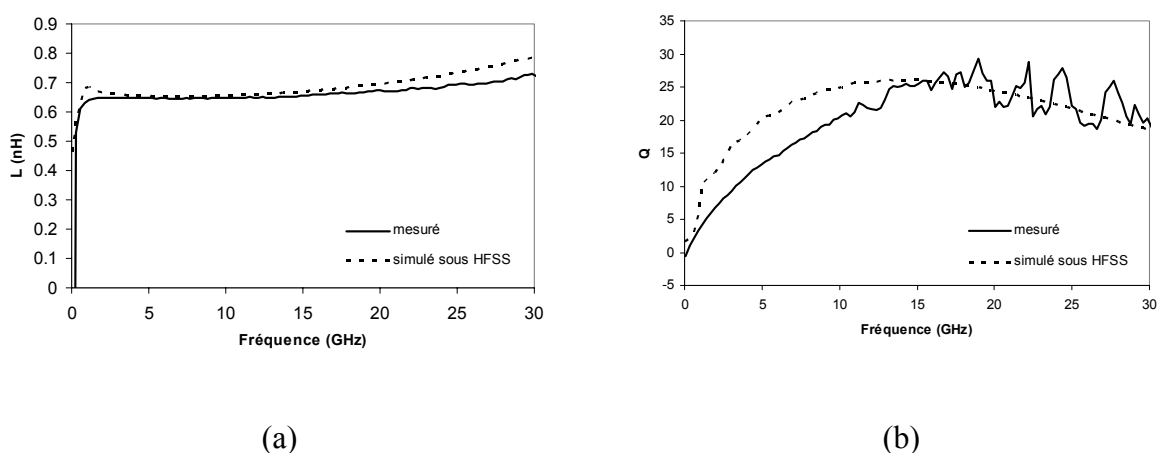 0.9
0.8
0.7
0.6
0.5
0.4
0.3
0.2
0.1
0
L (nH)
mesuré
simulé sous HFSS
0 5 10 15 20 25 30
Fréquence (GHz)
(a)
35
30
25
20
15
10
5
0
-5
Q
mesuré
simulé sous HFSS
0 5 10 15 20 25 30
Fréquence (GHz)
(b)